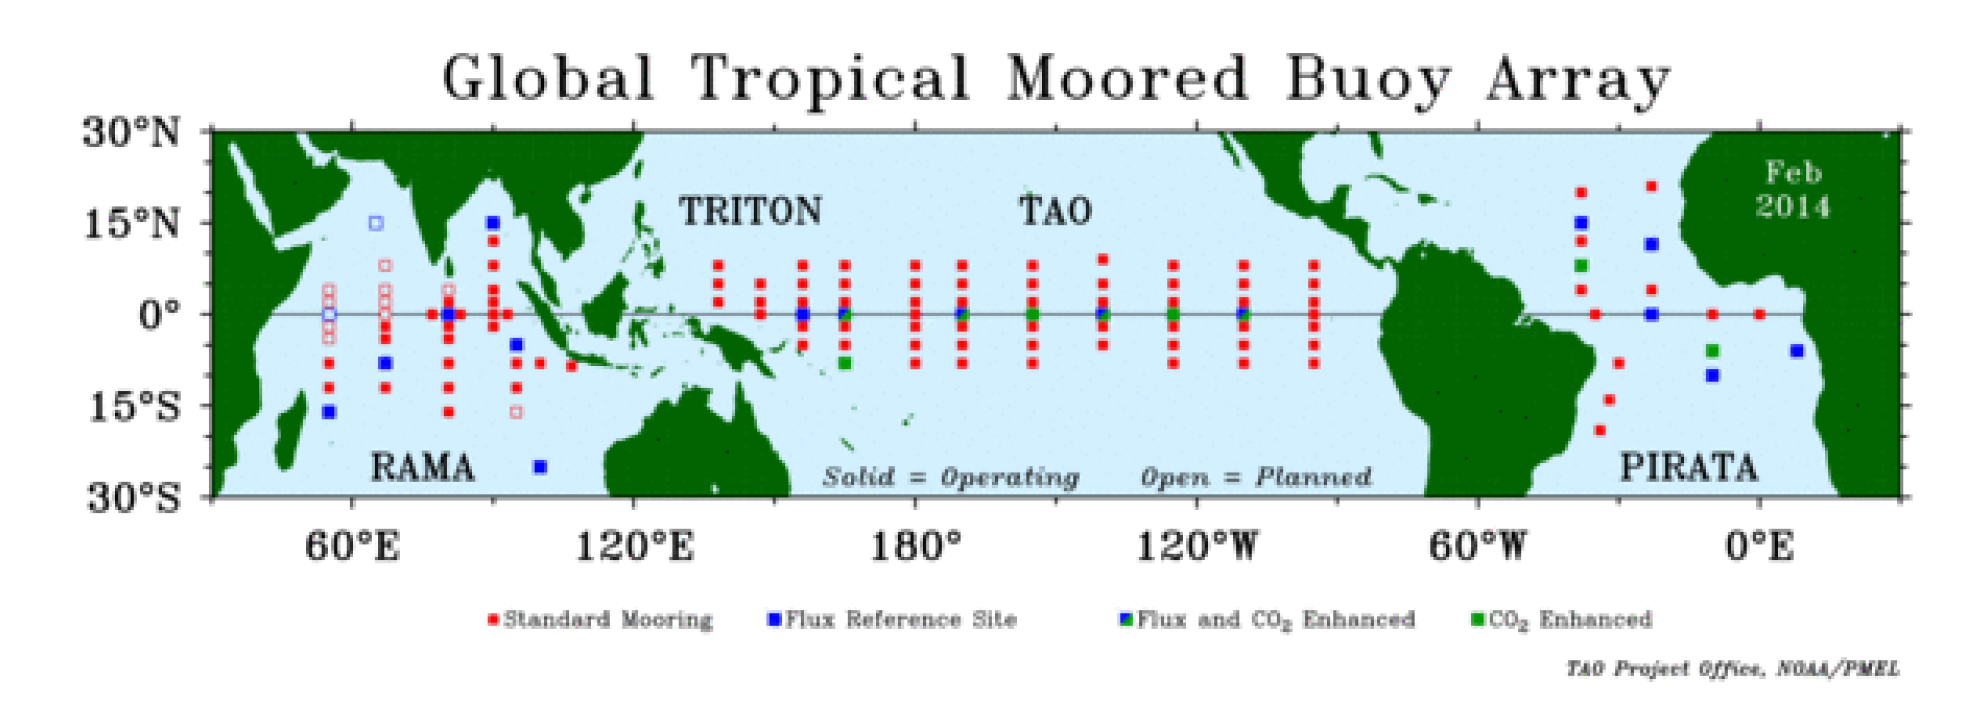 Global Tropical Moored Buoy Array
30°N
15°N
0°
15°S
30°S
Feb
2014
TRITON
TAO
RAMA
PIRATA
Solid = Operating
Open = Planned
60°E
120°E
180°
120°W
60°W
0°E
Standard Mooring
Flux Reference Site
Flux and CO₂ Enhanced
CO₂ Enhanced
TAO Project Office, NOAA/PMEL